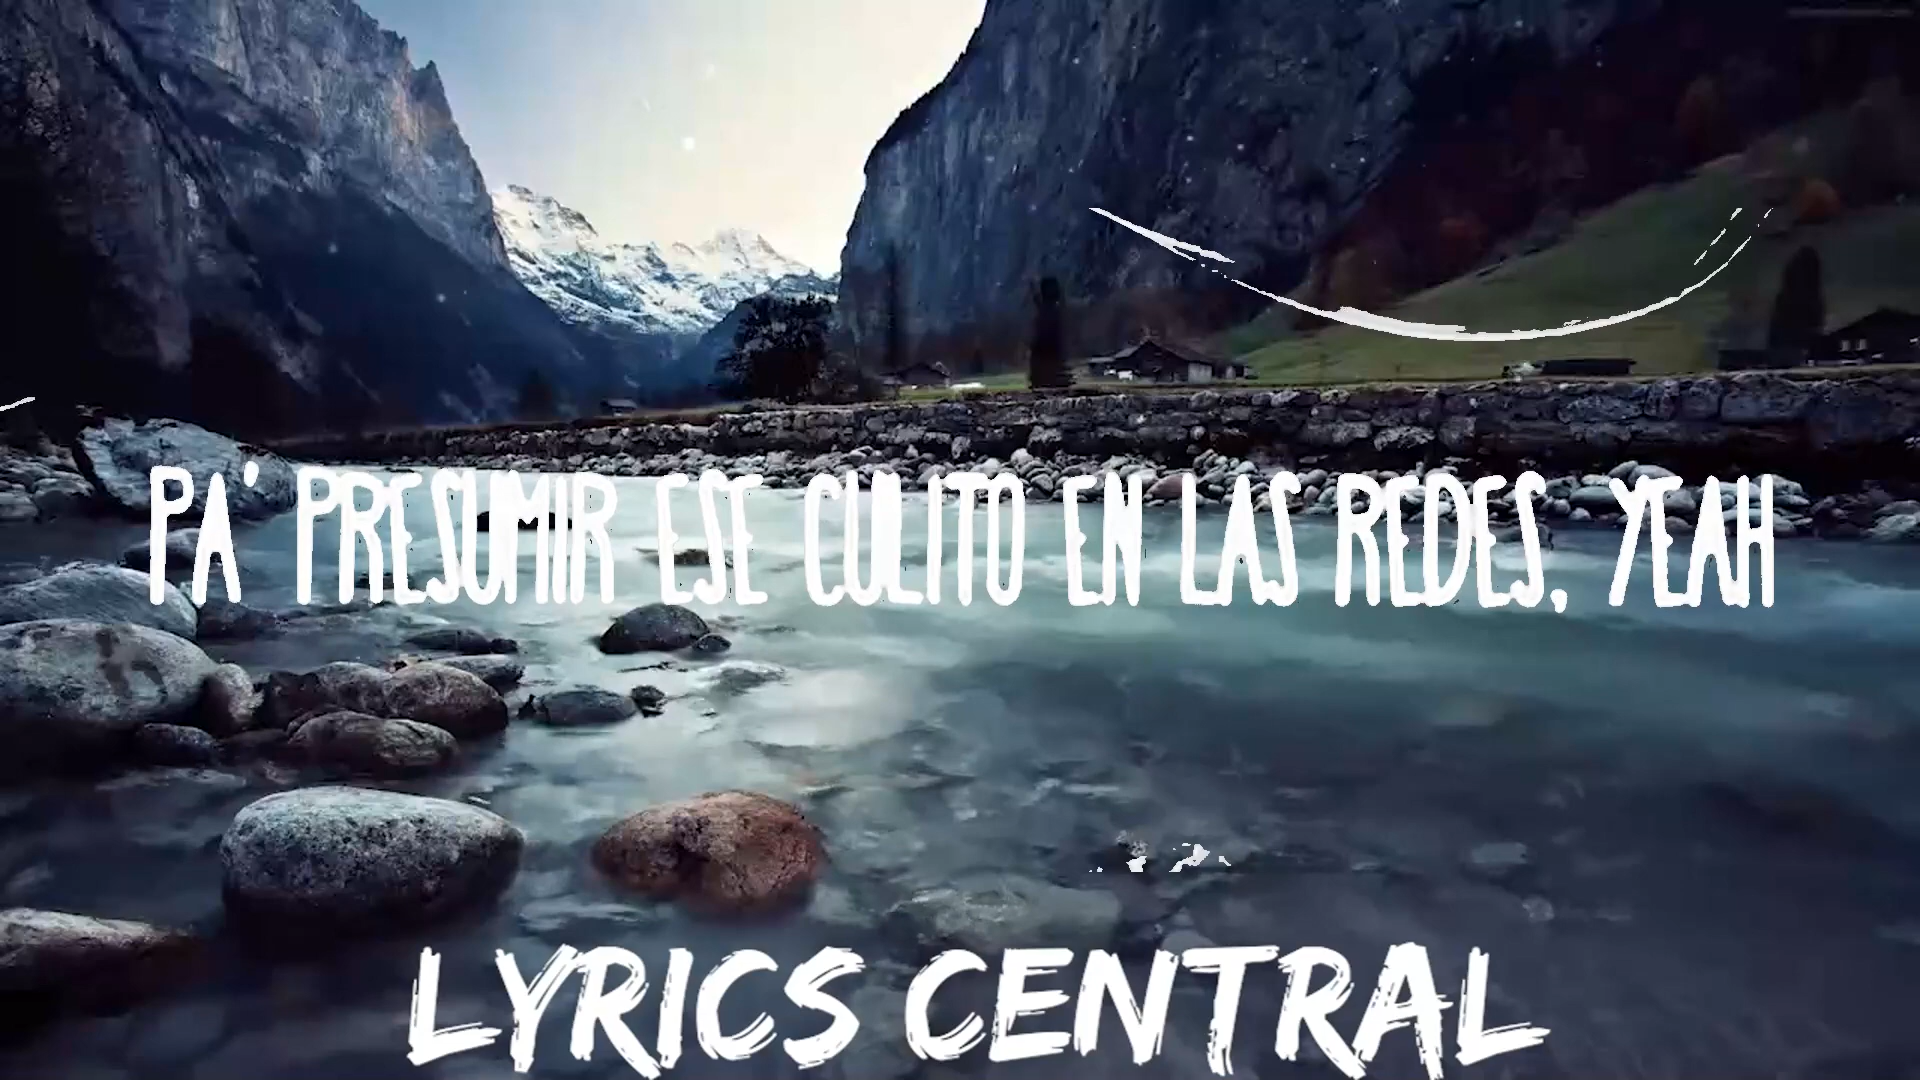 PA' PRESUMIR ESE CULITO EN LAS REDES, YEAH
LYRICS CENTRAL